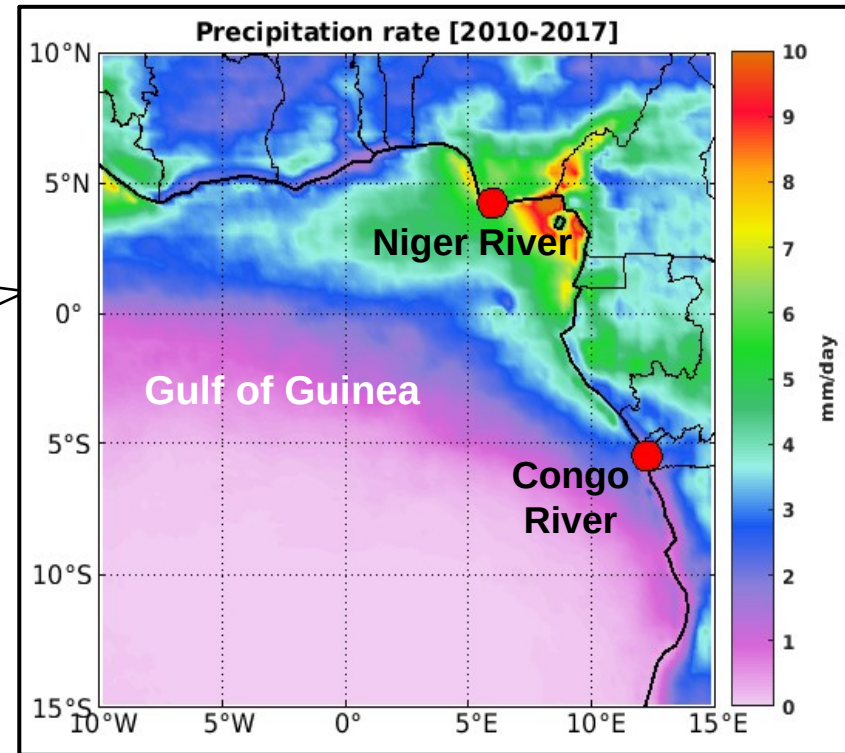 Precipitation rate [2010-2017]
10°N
5°N
0°
5°S
10°S
15°S
10°W
5°W
0°
5°E
10°E
15°E
Niger River
Gulf of Guinea
Congo
River
10
9
8
7
6
5
4
3
2
1
0
mm/day